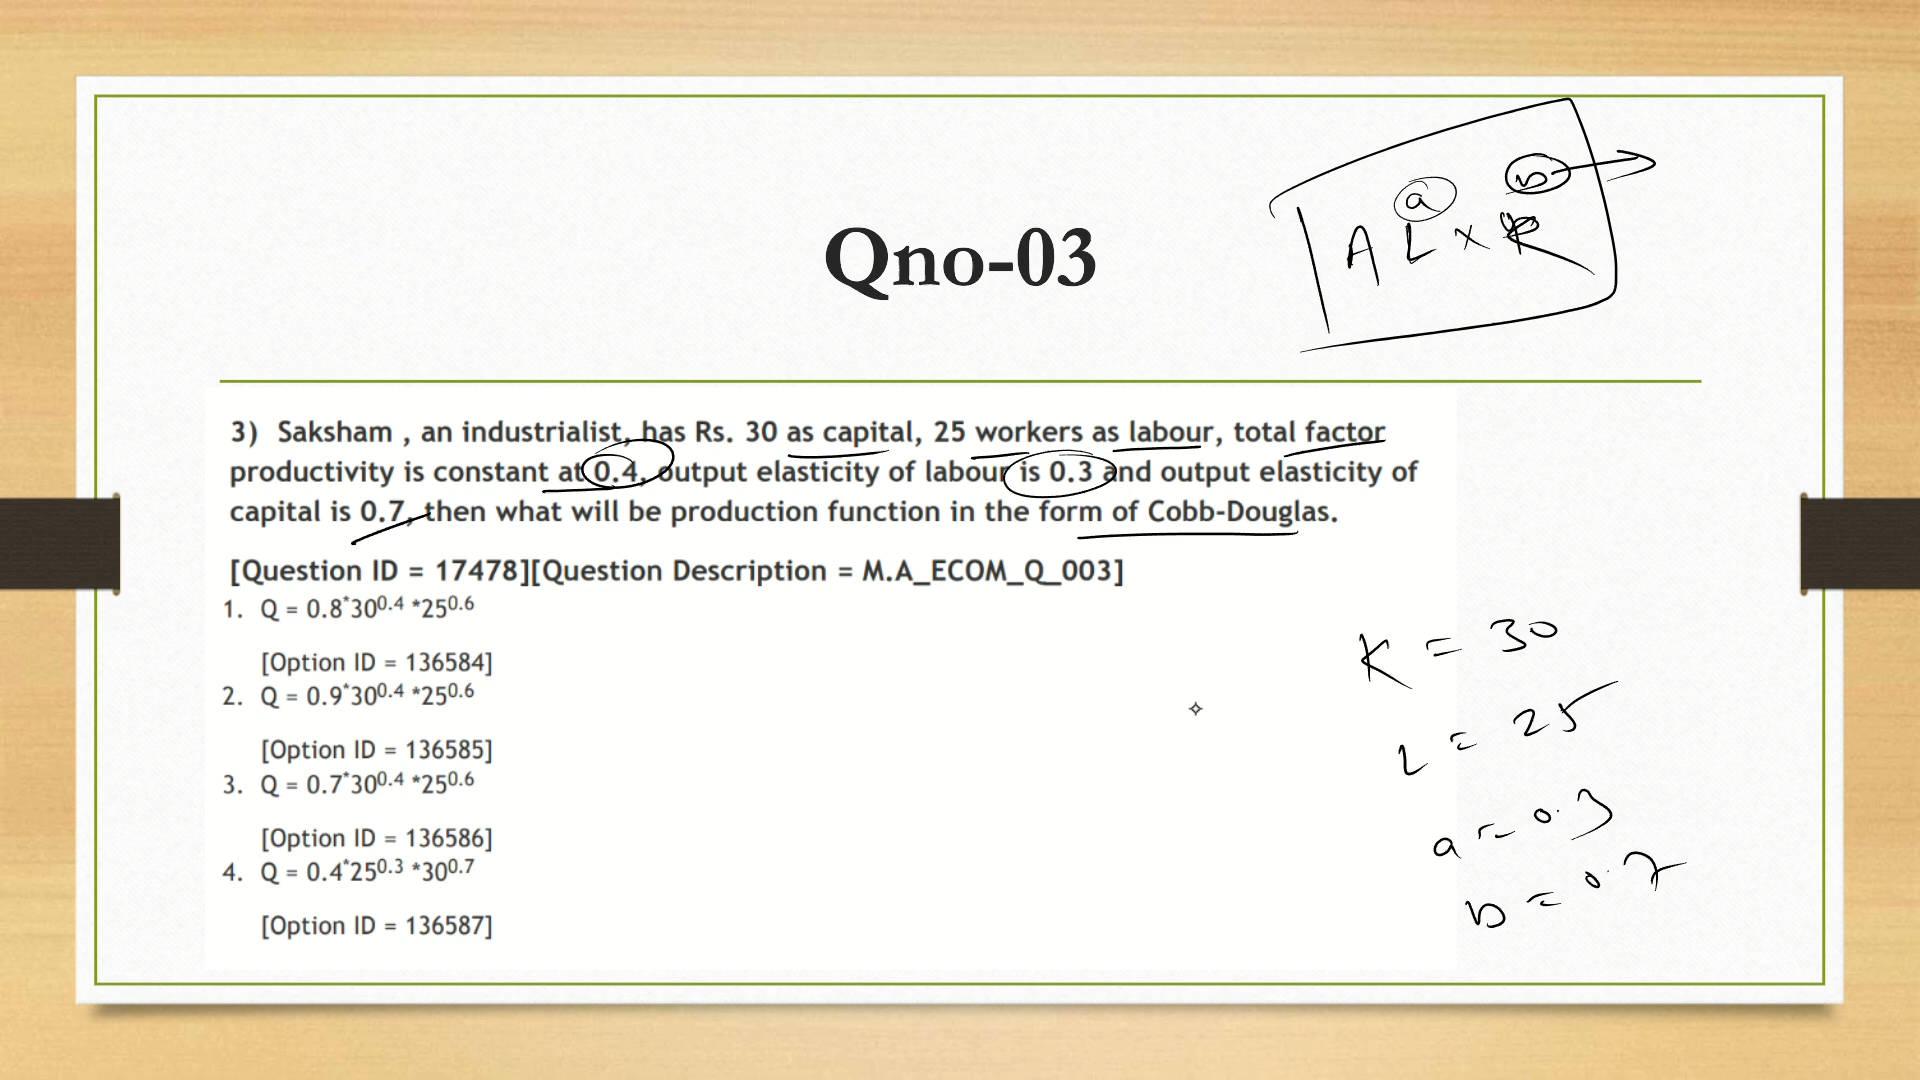 Qno-03
A L^a x K^b
3) Saksham , an industrialist, has Rs. 30 as capital, 25 workers as labour, total factor
productivity is constant at 0.4, output elasticity of labour is 0.3 and output elasticity of
capital is 0.7, then what will be production function in the form of Cobb-Douglas.
[Question ID = 17478][Question Description = M.A_ECOM_Q_003]
1. Q = 0.8*30^0.4 *25^0.6
[Option ID = 136584]
2. Q = 0.9*30^0.4 *25^0.6
[Option ID = 136585]
3. Q = 0.7*30^0.4 *25^0.6
[Option ID = 136586]
4. Q = 0.4*25^0.3 *30^0.7
[Option ID = 136587]
K = 30
L = 25
a = 0.3
b = 0.7